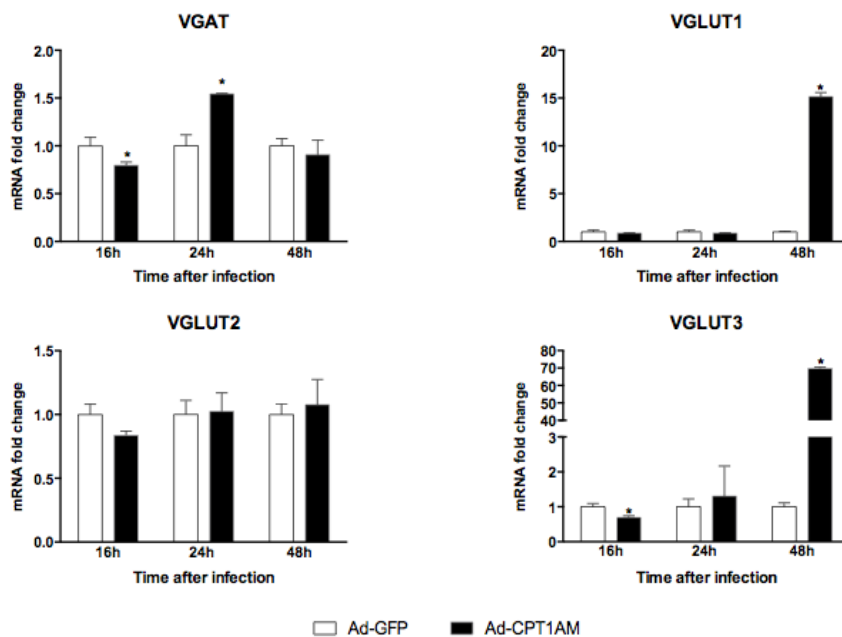 VGAT
mRNA fold change
2.0
1.5
1.0
0.5
0.0
*
*
16h 24h 48h
Time after infection
VGLUT1
mRNA fold change
20
15
10
5
0
*
16h 24h 48h
Time after infection
VGLUT2
mRNA fold change
1.5
1.0
0.5
0.0
16h 24h 48h
Time after infection
VGLUT3
mRNA fold change
80
70
60
50
40
3
2
1
0
*
*
16h 24h 48h
Time after infection
Ad-GFP Ad-CPT1AM